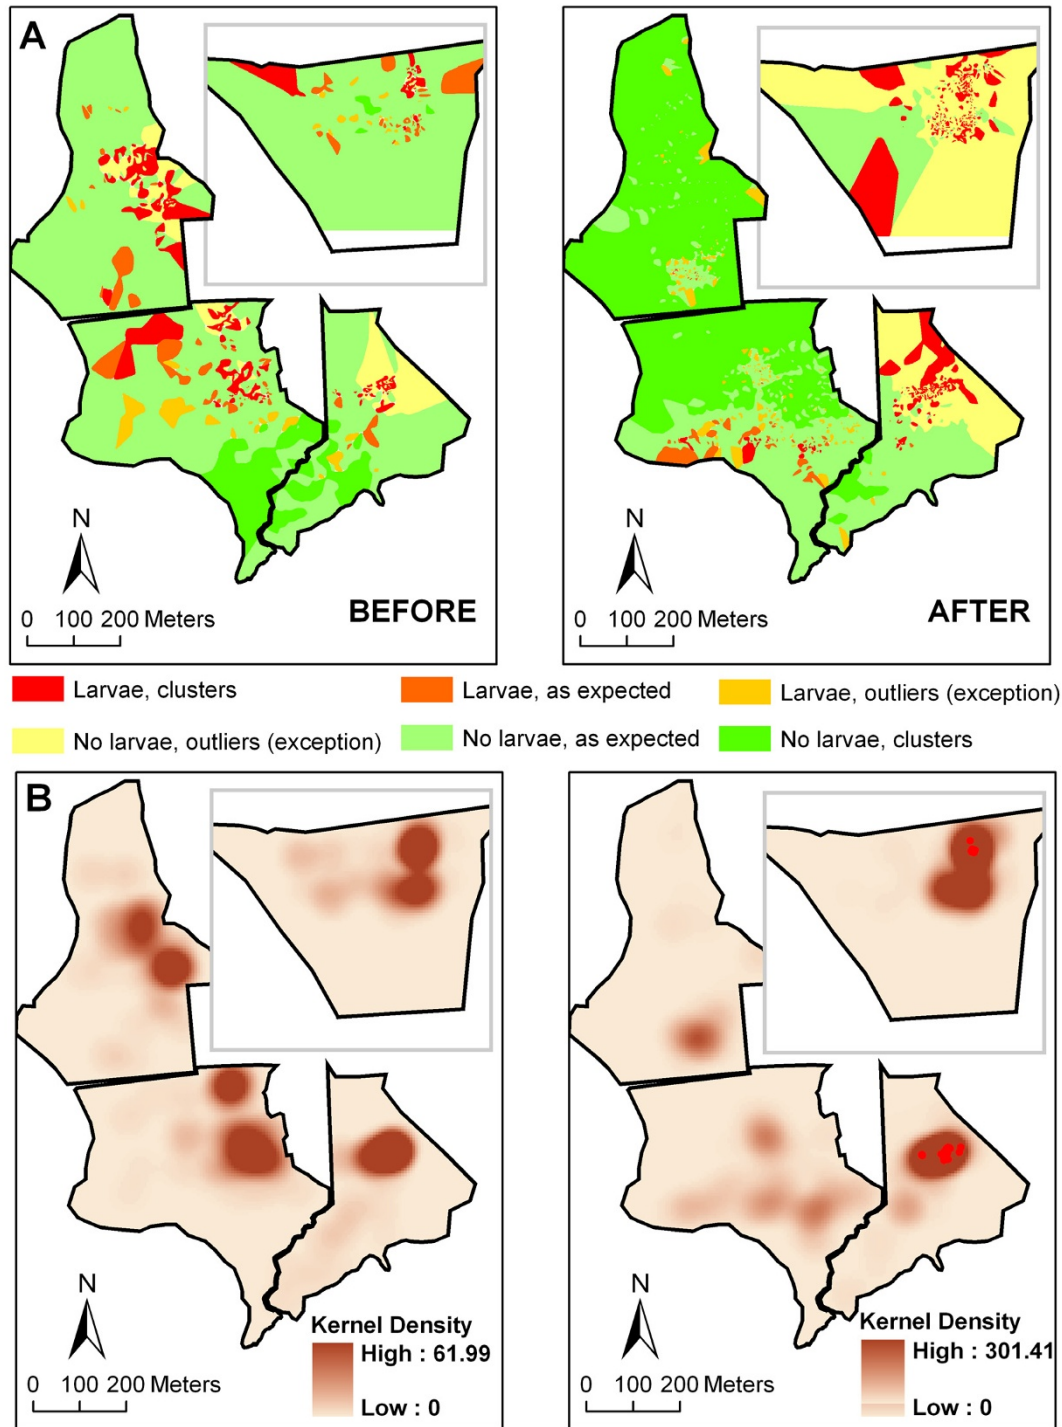 A
N
0 100 200 Meters
BEFORE
N
0 100 200 Meters
AFTER
Larvae, clusters
Larvae, as expected
Larvae, outliers (exception)
No larvae, outliers (exception)
No larvae, as expected
No larvae, clusters
B
N
0 100 200 Meters
Kernel Density
High : 61.99
Low : 0
N
0 100 200 Meters
Kernel Density
High : 301.41
Low : 0